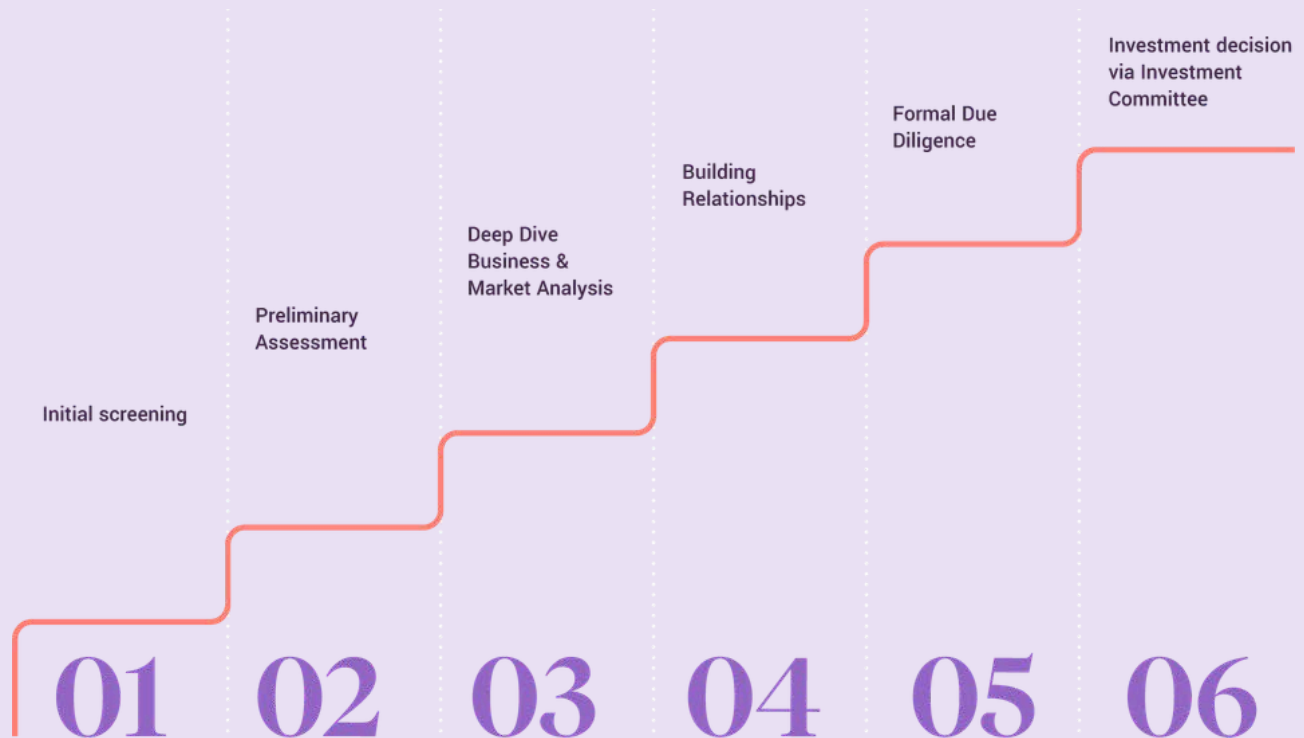 Initial screening
01
Preliminary
Assessment
02
Deep Dive
Business &
Market Analysis
03
Building
Relationships
04
Formal Due
Diligence
05
Investment decision
via Investment
Committee
06